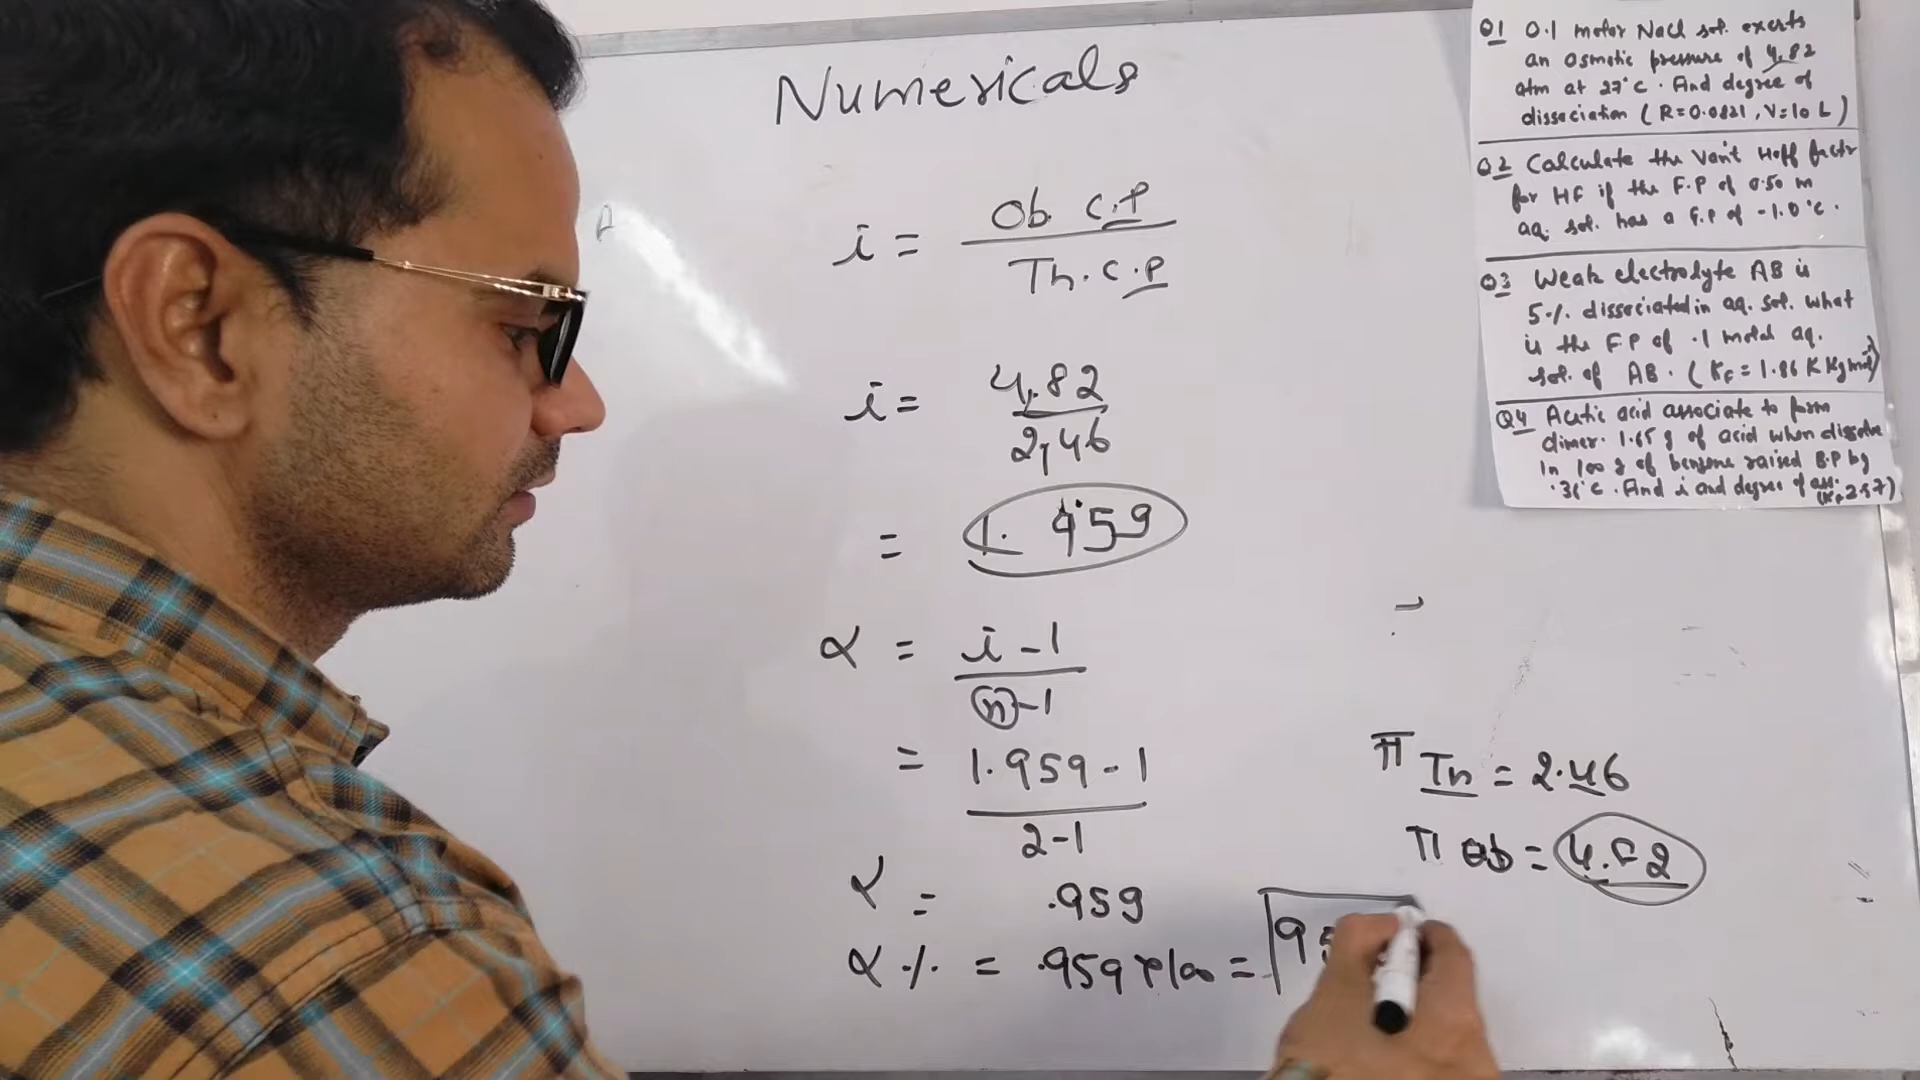 Numericals
i = Ob. C.P / Th. C.P
i = 4.82 / 2.46
= 1.959
α = i - 1 / n - 1
= 1.959 - 1 / 2 - 1
α = .959
α % = .959 × 100 = 95
π Th = 2.46
π Ob = 4.82
Q1 0.1 molar NaCl sol. exerts
an osmotic pressure of 4.82
atm at 27°C. Find degree of
dissociation (R=0.0821, V=10 L)
Q2 Calculate the Van't Hoff factor
for HF if the F.P of 0.50 m
aq. sol. has a F.P of -1.0°C.
Q3 Weak electrolyte AB is
5% dissociated in aq. sol. what
is the F.P of .1 molal aq.
sol. of AB. (KF = 1.86 K Kg mol⁻¹)
Q4 Acetic acid associate to form
dimer. 1.65 g of acid when dissolve
in 100 g of benzene raised B.P by
.36°C. Find i and degree of ass.